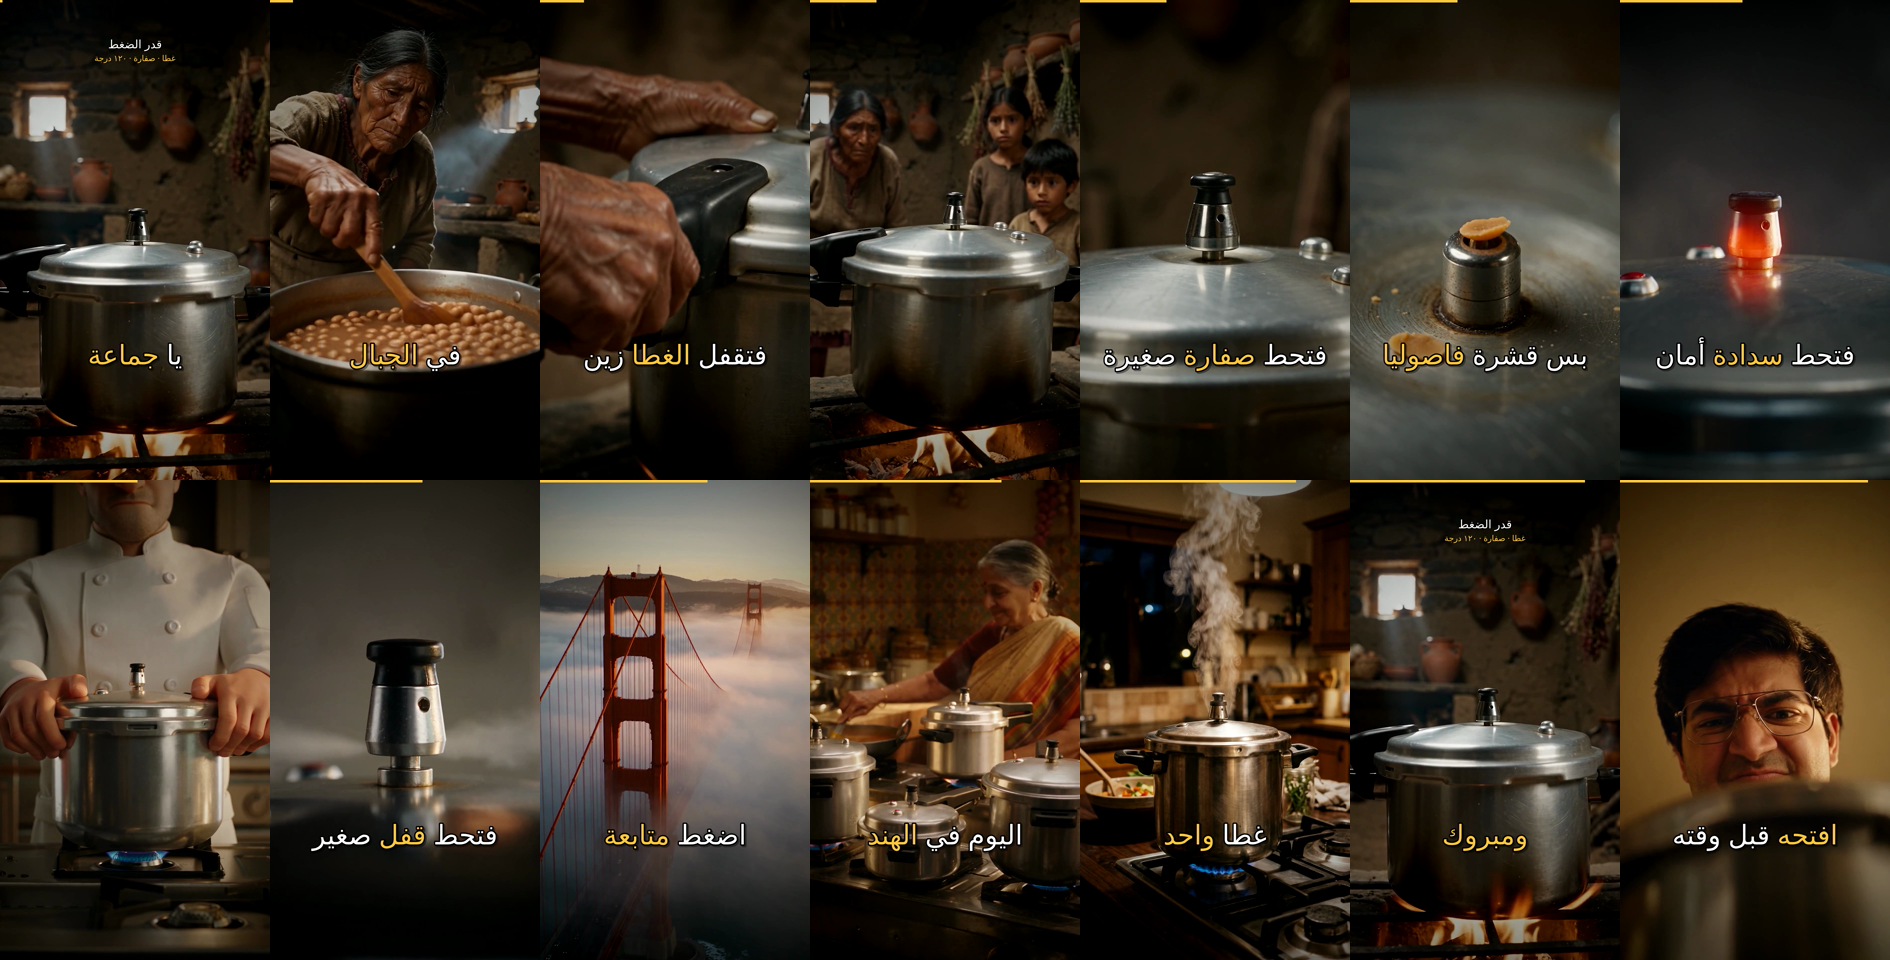 قدر الضغط
غطا · صفارة · ١٢٠ درجة
يا جماعة
في الجبال
فتقفل الغطا زين
فتحط صفارة صغيرة
بس قشرة فاصوليا
فتحط سدادة أمان
فتحط قفل صغير
اضغط متابعة
اليوم في الهند
غطا واحد
قدر الضغط
غطا · صفارة · ١٢٠ درجة
ومبروك
افتحه قبل وقته